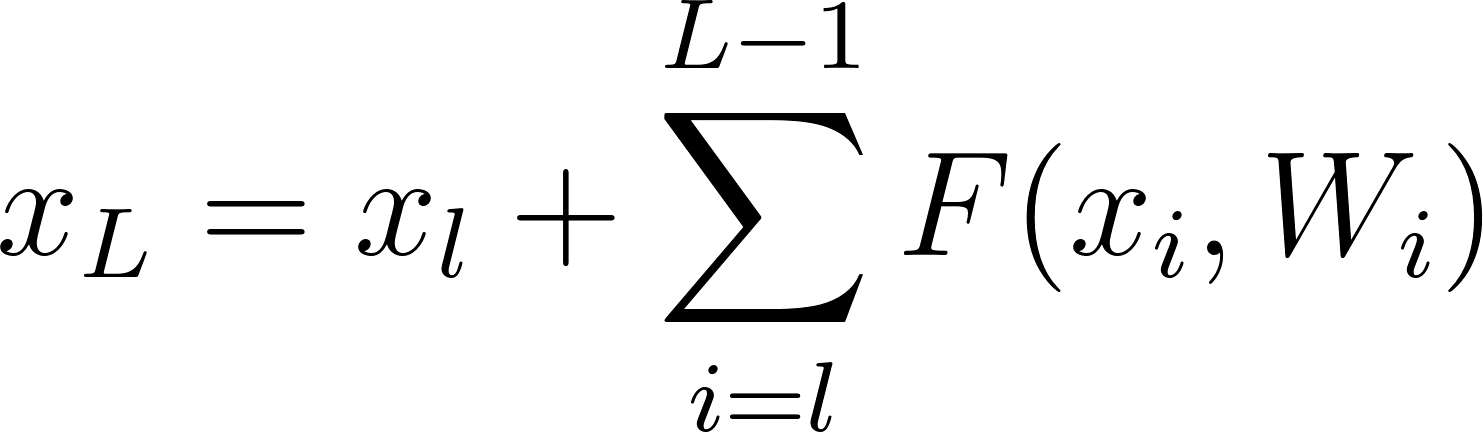 x_L = x_l + \sum_{i=l}^{L-1} F(x_i, W_i)